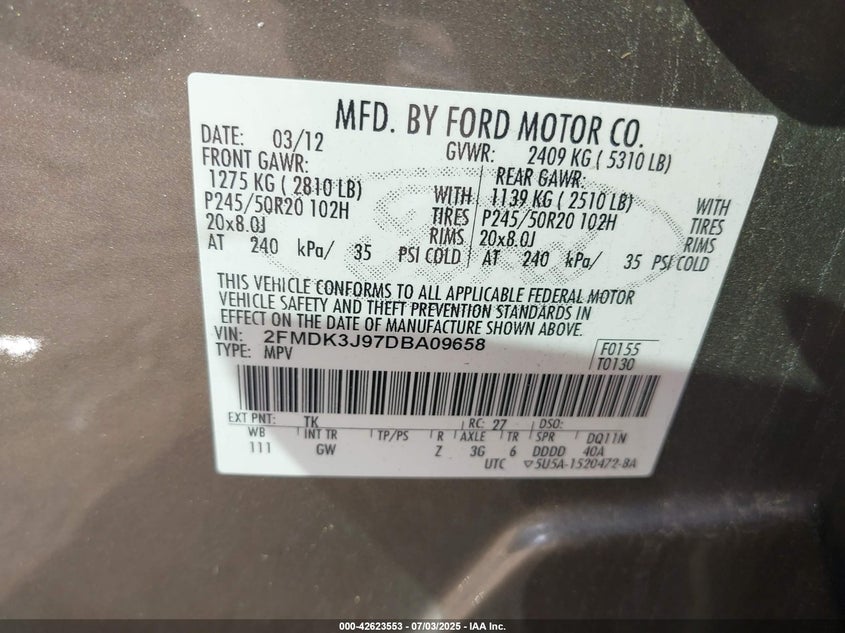 MFD. BY FORD MOTOR CO.
DATE: 03/12 GVWR: 2409 KG ( 5310 LB)
FRONT GAWR: REAR GAWR:
1275 KG ( 2810 LB) WITH 1139 KG ( 2510 LB) WITH
P245/50R20 102H TIRES P245/50R20 102H TIRES
20x8.0J RIMS 20x8.0J RIMS
AT 240 kPa/ 35 PSI COLD AT 240 kPa/ 35 PSI COLD
THIS VEHICLE CONFORMS TO ALL APPLICABLE FEDERAL MOTOR
VEHICLE SAFETY AND THEFT PREVENTION STANDARDS IN
EFFECT ON THE DATE OF MANUFACTURE SHOWN ABOVE.
VIN: 2FMDK3J97DBA09658 F0155
TYPE: MPV T0130
EXT PNT: TK RC: 27 DSO:
WB INT TR TP/PS R AXLE TR SPR DQ11N
111 GW Z 3G 6 DDDD 40A
UTC ▽5U5A-1520472-BA
000-42623553 / 07/03/2025 - IAA Inc.